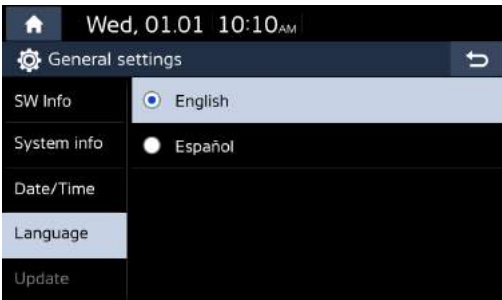 Wed, 01.01 10:10AM
General settings
SW Info
English
System info
Español
Date/Time
Language
Update